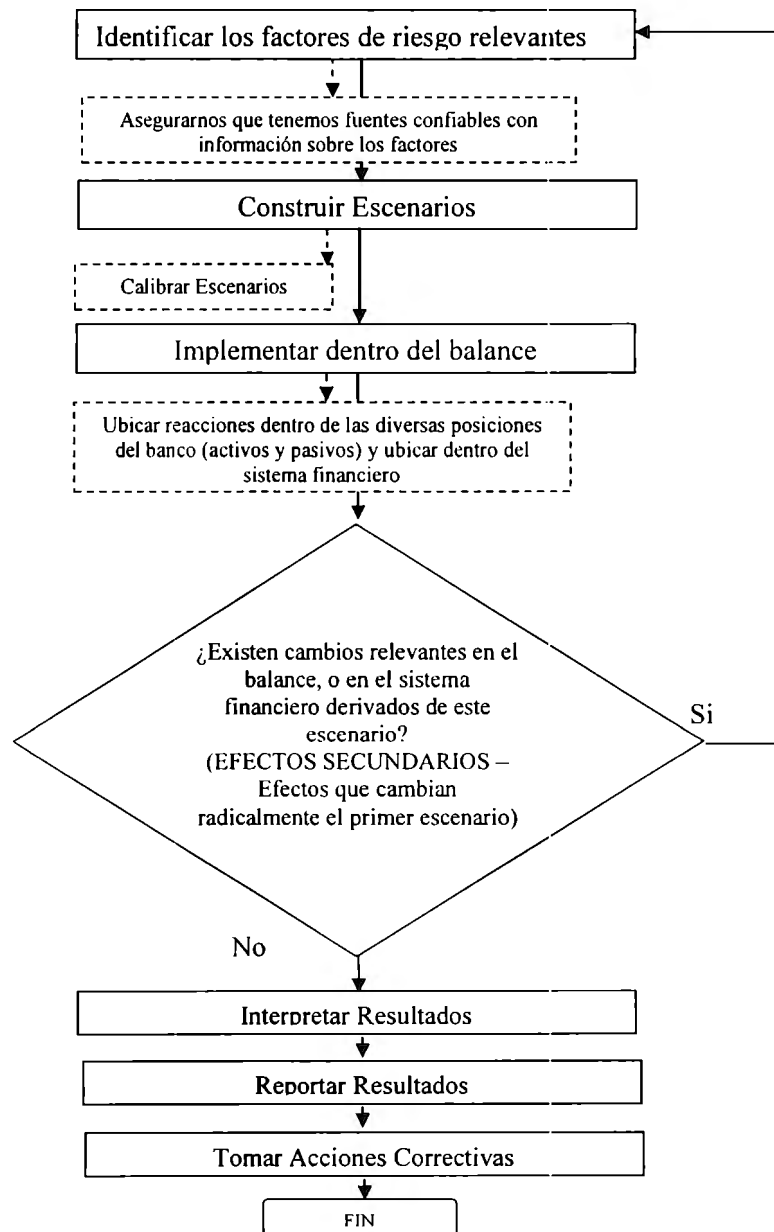 Identificar los factores de riesgo relevantes
Asegurarnos que tenemos fuentes confiables con
información sobre los factores
Construir Escenarios
Calibrar Escenarios
Implementar dentro del balance
Ubicar reacciones dentro de las diversas posiciones
del banco (activos y pasivos) y ubicar dentro del
sistema financiero
¿Existen cambios relevantes en el
balance, o en el sistema
financiero derivados de este
escenario?
(EFECTOS SECUNDARIOS –
Efectos que cambian
radicalmente el primer escenario)
Si
No
Interpretar Resultados
Reportar Resultados
Tomar Acciones Correctivas
FIN